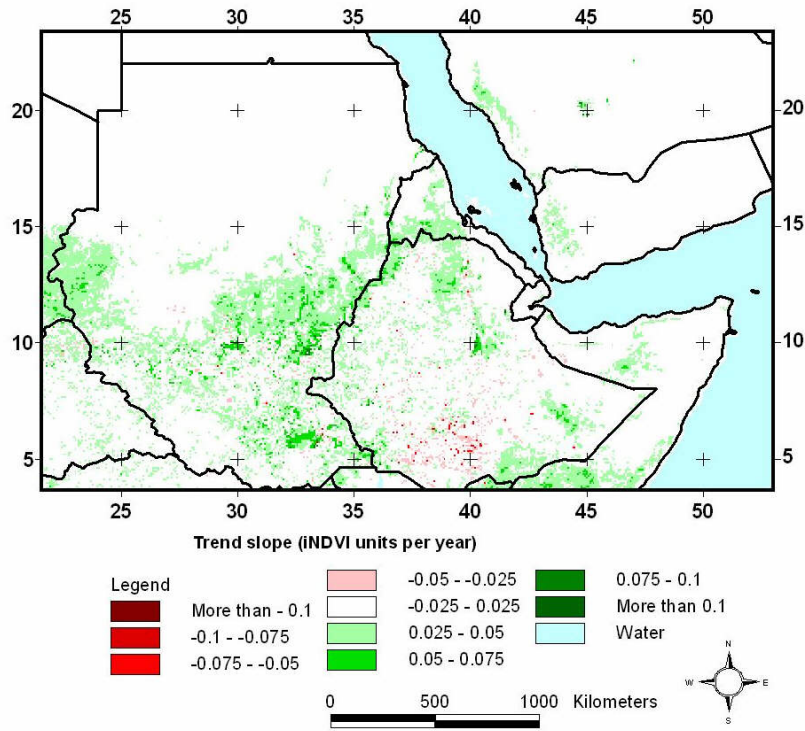 25 30 35 40 45 50
20 20
15 15
10 10
5 5
25 30 35 40 45 50
Trend slope (iNDVI units per year)
Legend
More than - 0.1
-0.1 - -0.075
-0.075 - -0.05
-0.05 - -0.025
-0.025 - 0.025
0.025 - 0.05
0.05 - 0.075
0.075 - 0.1
More than 0.1
Water
0 500 1000 Kilometers
N
W E
S